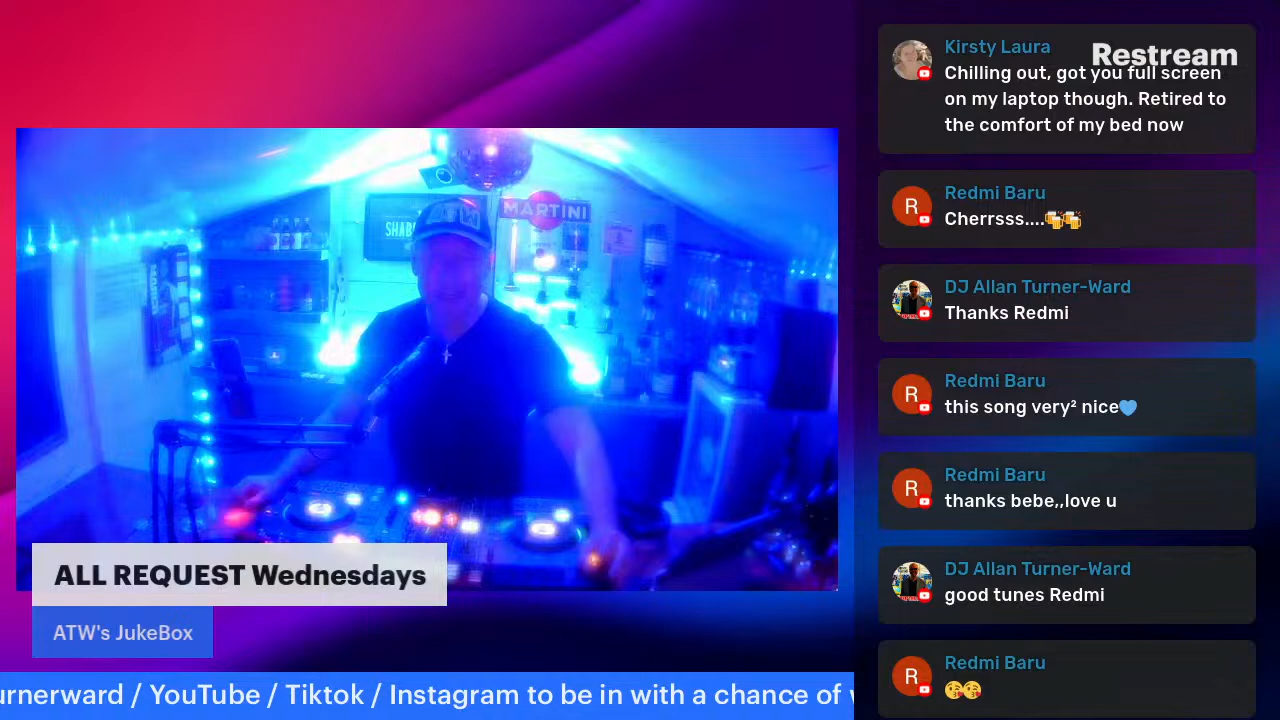 SHAB
ATW
MARTINI
ALL REQUEST Wednesdays
ATW's JukeBox
urnerward / YouTube / Tiktok / Instagram to be in with a chance of
Restream
Kirsty Laura
Chilling out, got you full screen
on my laptop though. Retired to
the comfort of my bed now
R
Redmi Baru
Cherrsss....🍻🍻
DJ Allan Turner-Ward
Thanks Redmi
R
Redmi Baru
this song very² nice💙
R
Redmi Baru
thanks bebe,,love u
DJ Allan Turner-Ward
good tunes Redmi
R
Redmi Baru
😘😘